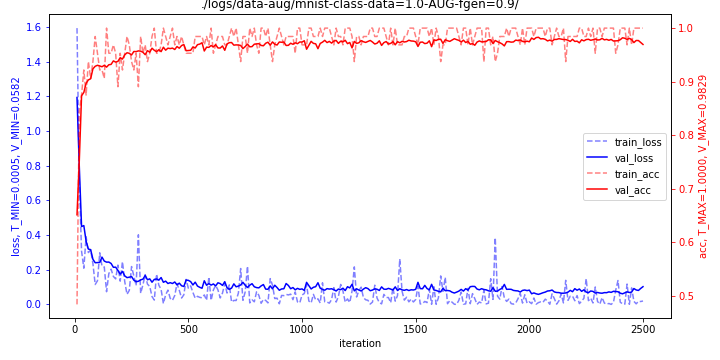 ./logs/data-aug/mnist-class-data=1.0-AUG-fgen=0.9/
1.6
1.4
1.2
1.0
0.8
0.6
0.4
0.2
0.0
loss, T_MIN=0.0005, V_MIN=0.0582
train_loss
val_loss
train_acc
val_acc
1.0
0.9
0.8
0.7
0.6
0.5
acc, T_MAX=1.0000, V_MAX=0.9829
0
500
1000
1500
2000
2500
iteration